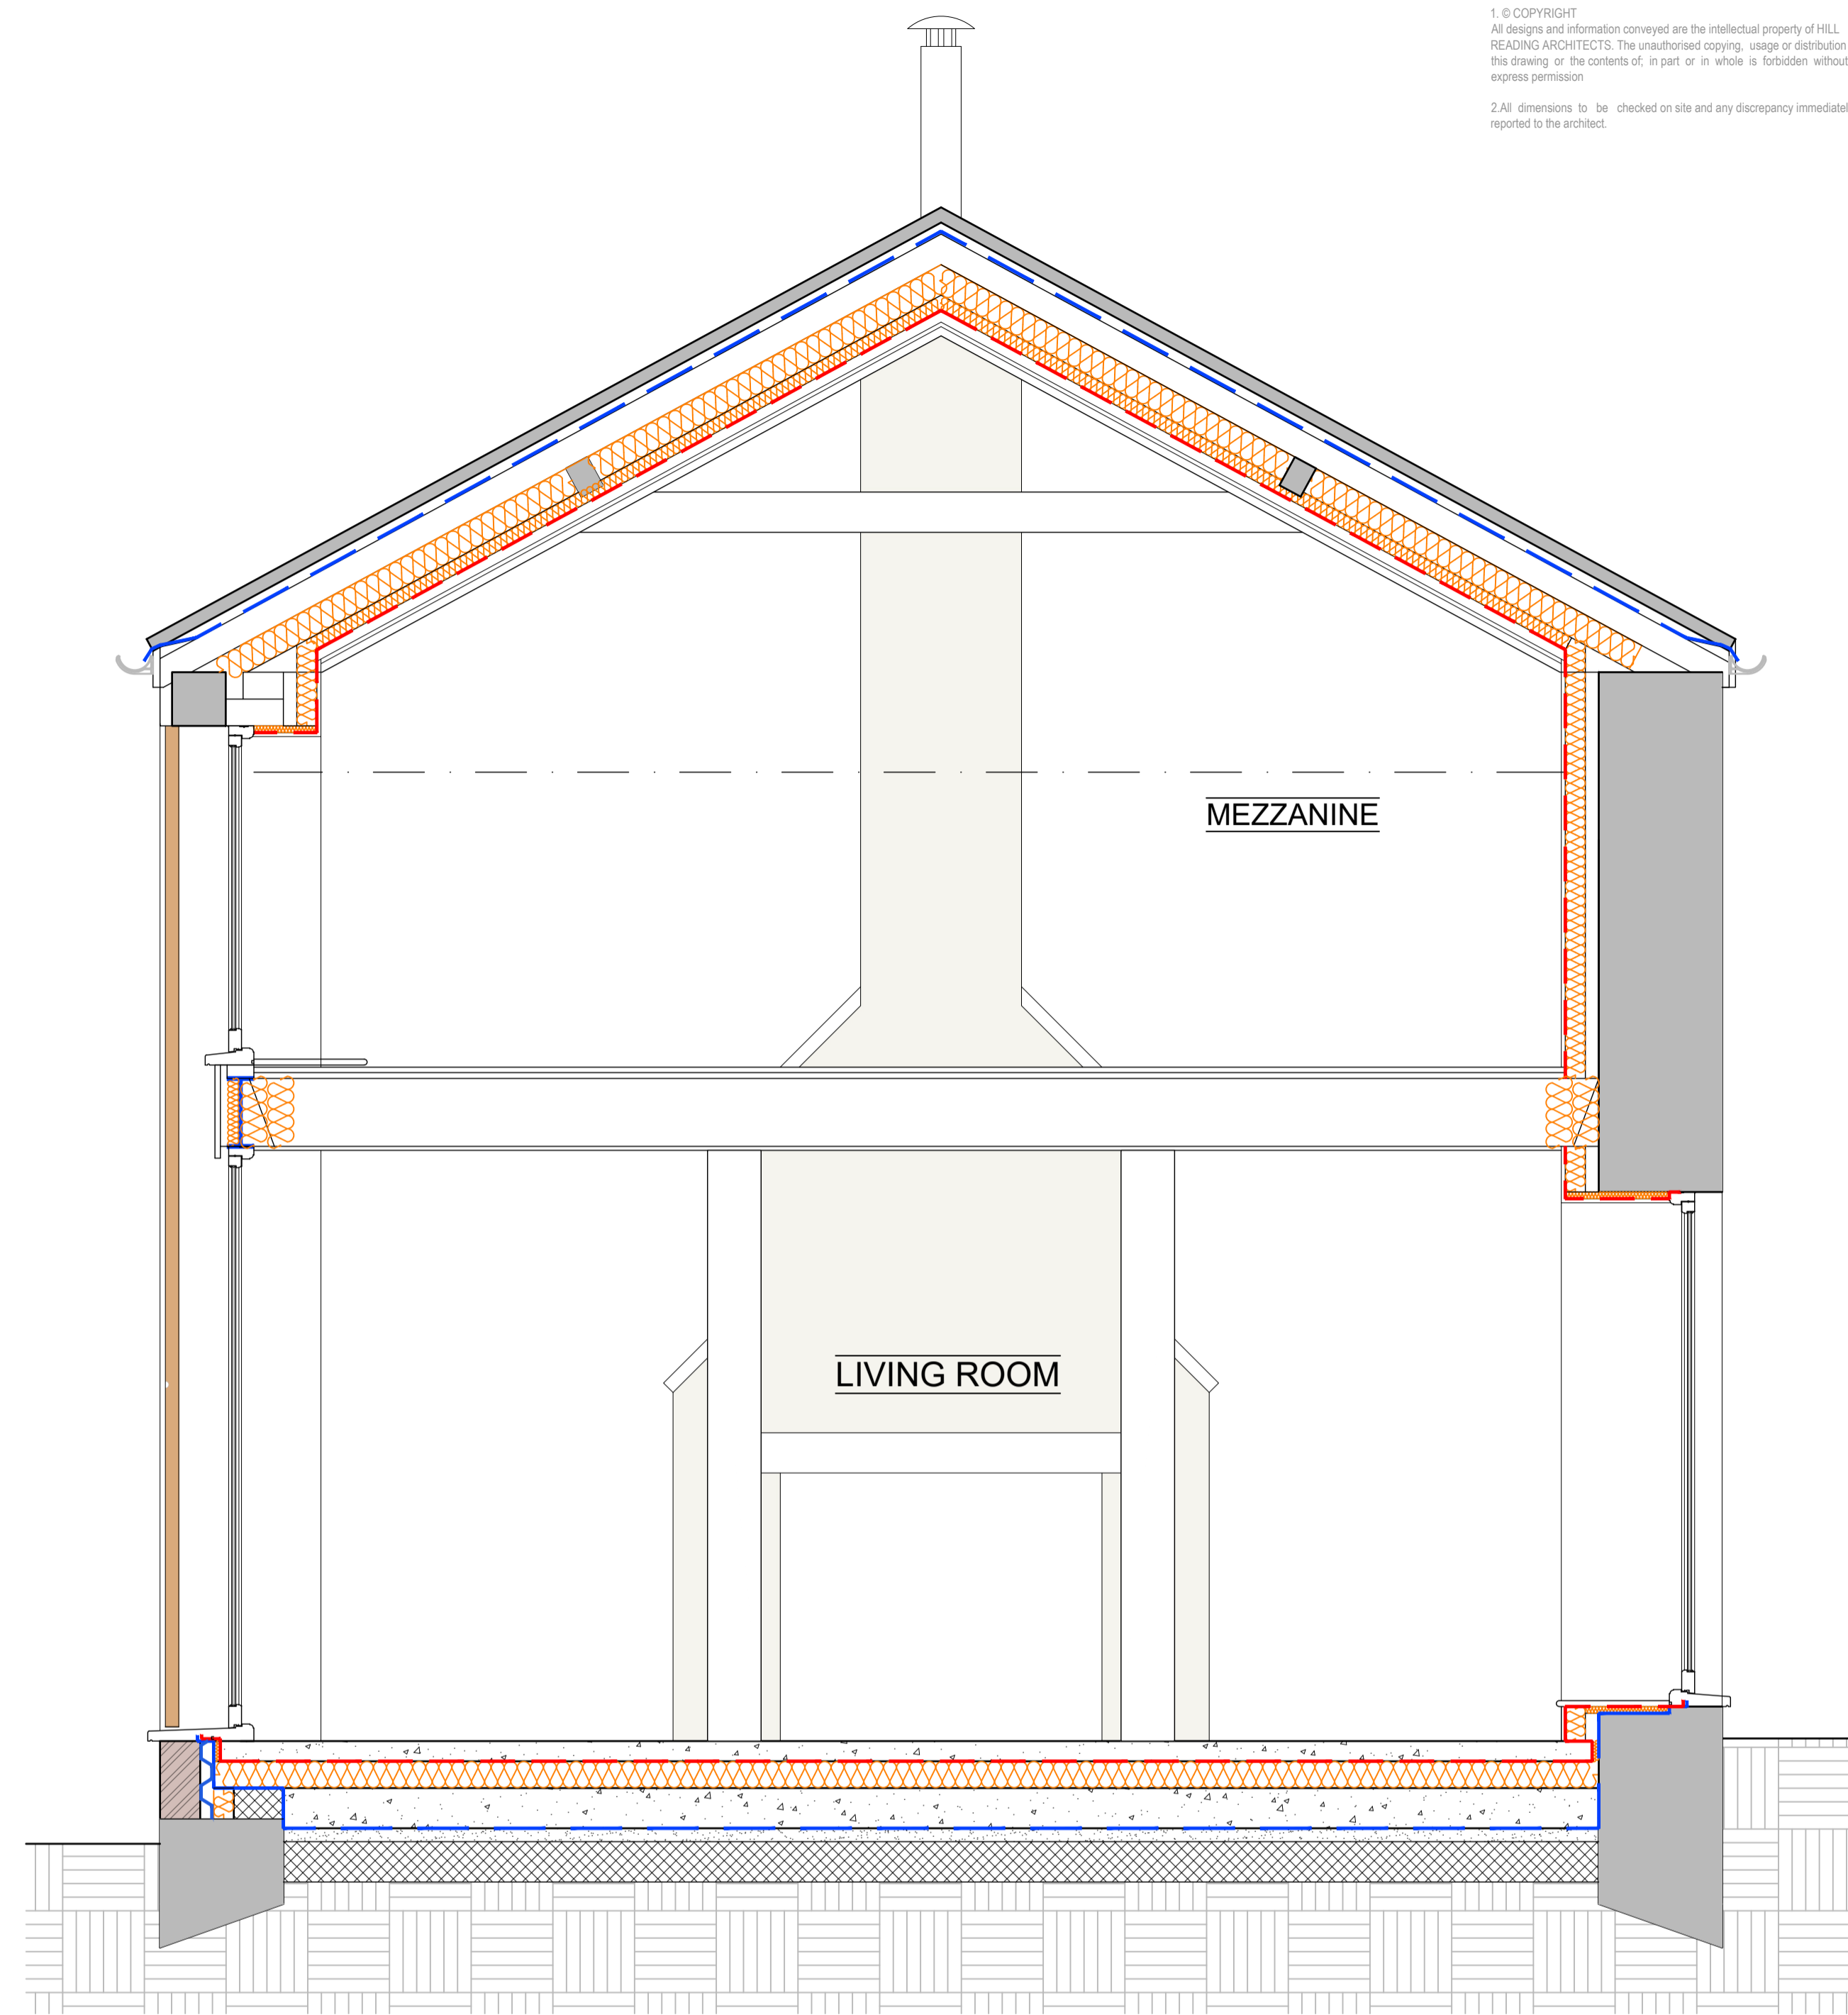 1. © COPYRIGHT
All designs and information conveyed are the intellectual property of HILL
READING ARCHITECTS. The unauthorised copying, usage or distribution
this drawing or the contents of; in part or in whole is forbidden without
express permission
2.All dimensions to be checked on site and any discrepancy immediatel
reported to the architect.
MEZZANINE
LIVING ROOM